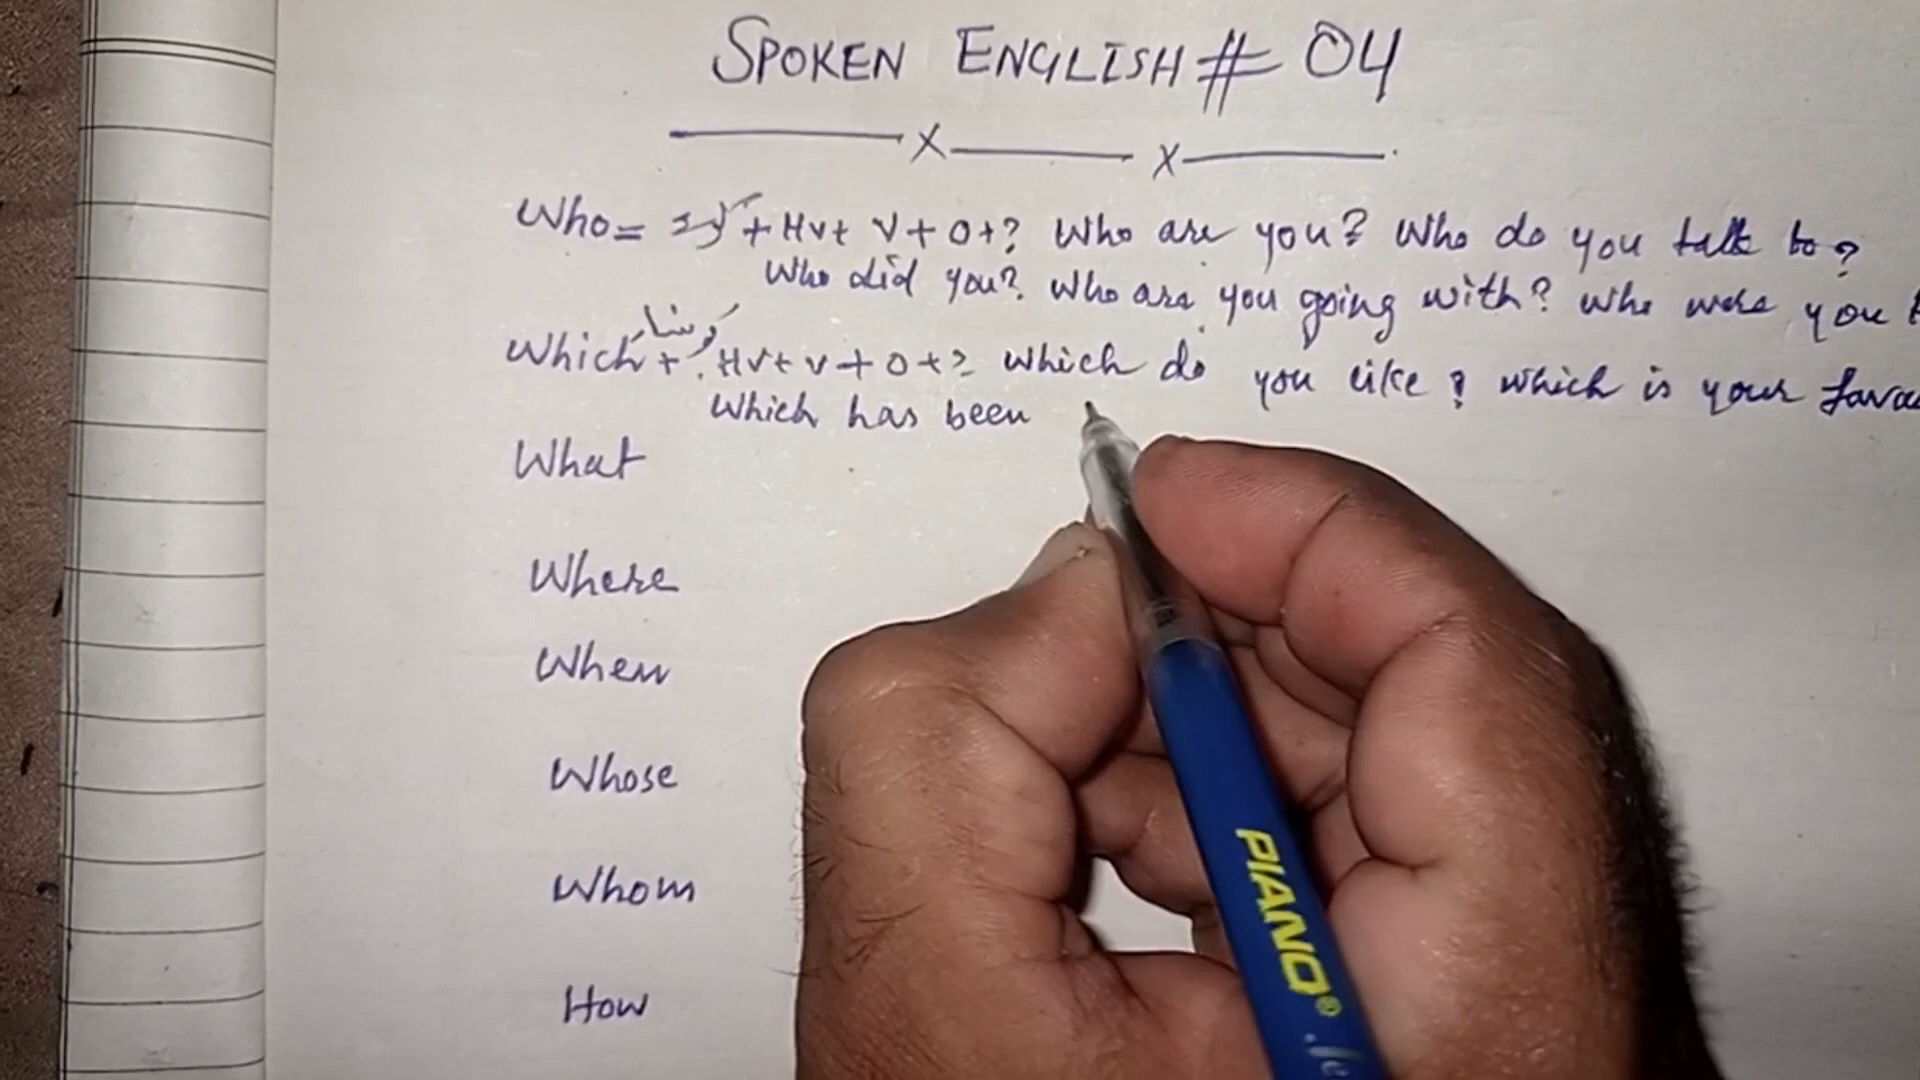 SPOKEN ENGLISH # 04
x x
Who= + Hv+ V+O+? Who are you? Who do you talk to?
Who did you? Who are you going with? Who were you
کونسا
Which + Hv+ v+o+? Which do you like? which is your favou
Which has been
What
Where
When
Whose
Whom
How
PIANO®